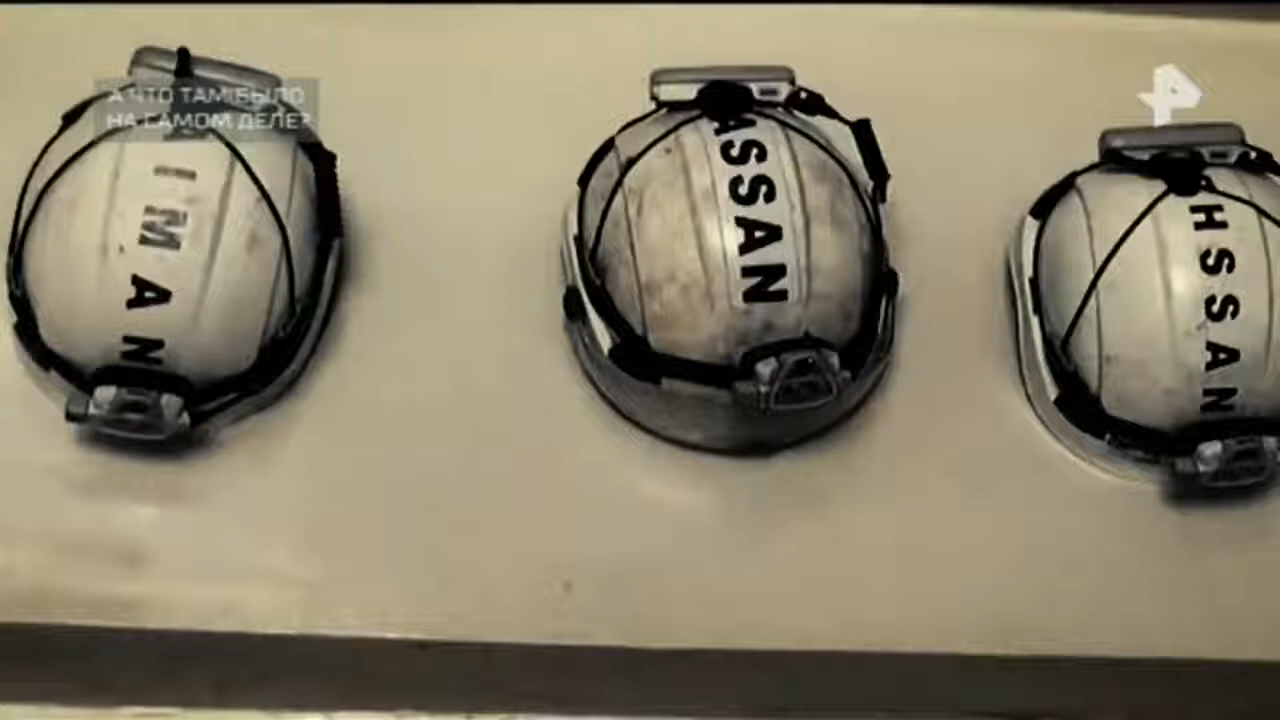 А ЧТО ТАМ БЫЛО
НА САМОМ ДЕЛЕ?
IMAN
ASSAN
HSSAN